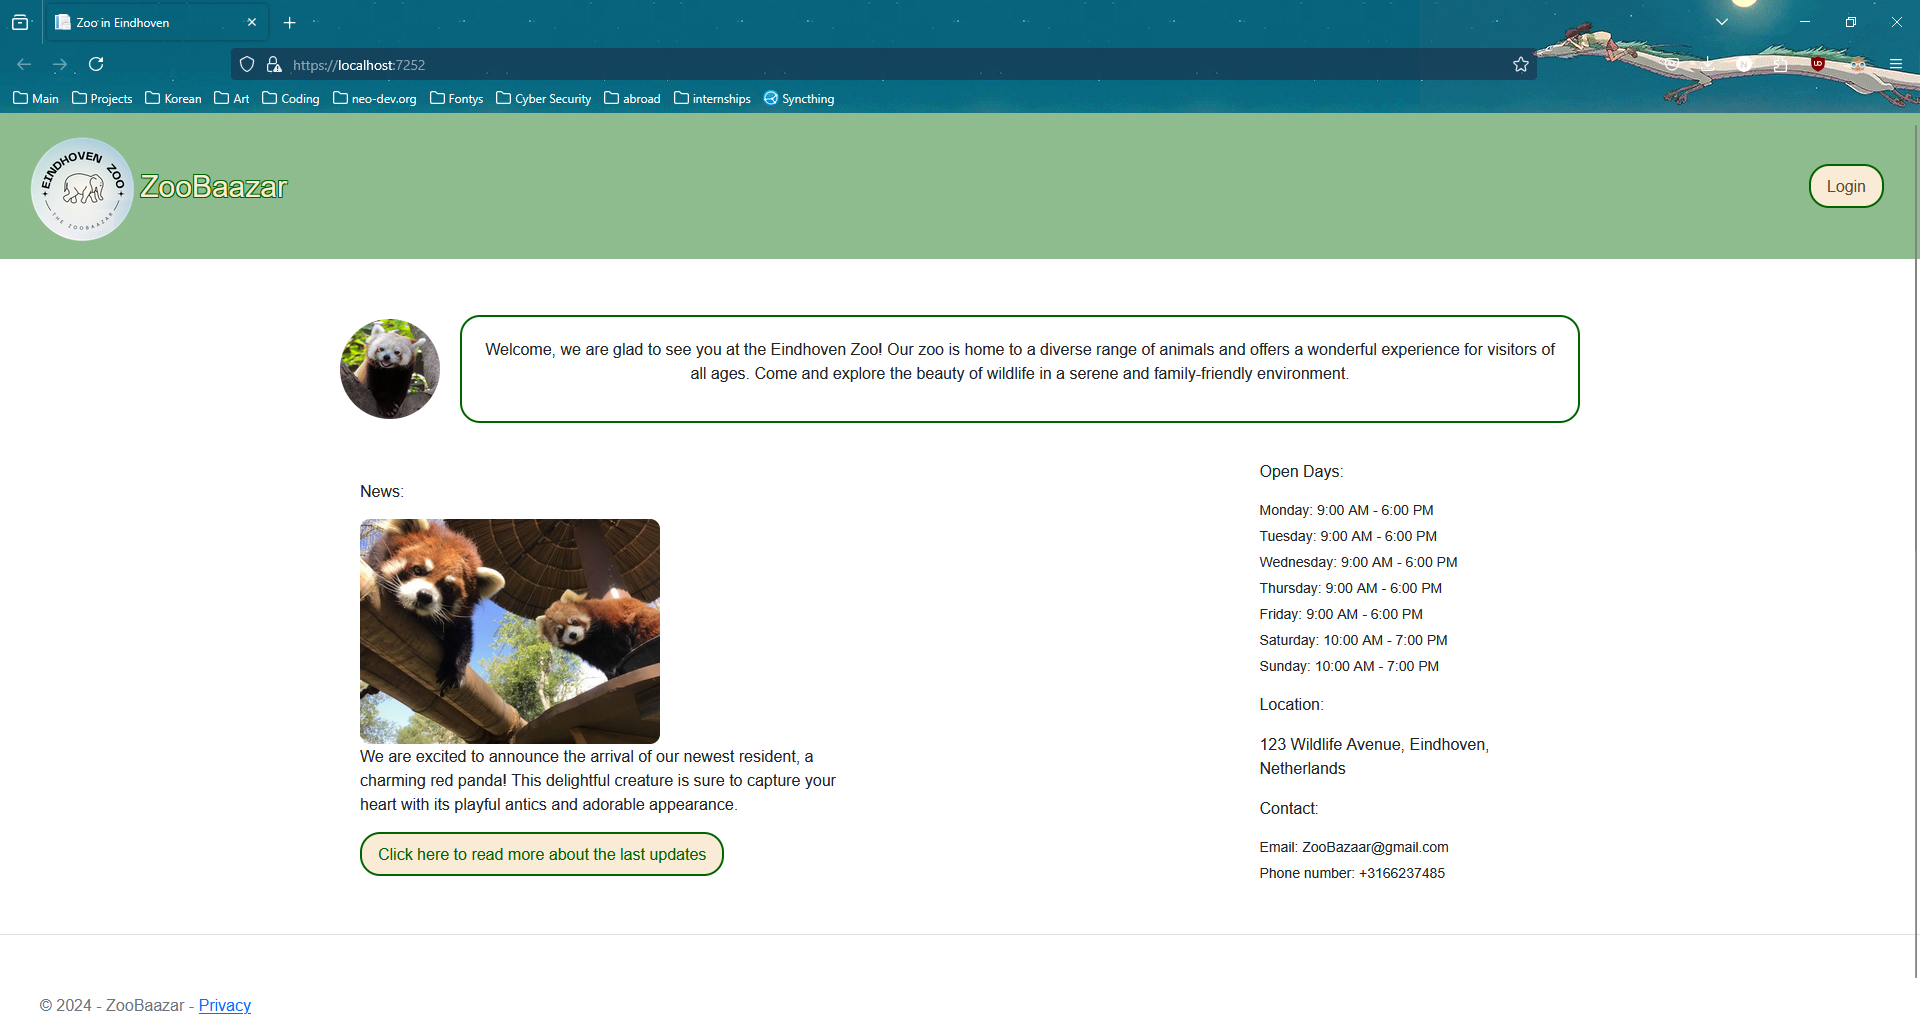 Zoo in Eindhoven
https://localhost:7252
Main Projects Korean Art Coding neo-dev.org Fontys Cyber Security abroad internships Syncthing
EINDHOVEN ZOO
THE ZOOBAAZAR
ZooBaazar
Login
Welcome, we are glad to see you at the Eindhoven Zoo! Our zoo is home to a diverse range of animals and offers a wonderful experience for visitors of
all ages. Come and explore the beauty of wildlife in a serene and family-friendly environment.
News:
We are excited to announce the arrival of our newest resident, a
charming red panda! This delightful creature is sure to capture your
heart with its playful antics and adorable appearance.
Click here to read more about the last updates
Open Days:
Monday: 9:00 AM - 6:00 PM
Tuesday: 9:00 AM - 6:00 PM
Wednesday: 9:00 AM - 6:00 PM
Thursday: 9:00 AM - 6:00 PM
Friday: 9:00 AM - 6:00 PM
Saturday: 10:00 AM - 7:00 PM
Sunday: 10:00 AM - 7:00 PM
Location:
123 Wildlife Avenue, Eindhoven,
Netherlands
Contact:
Email: ZooBazaar@gmail.com
Phone number: +3166237485
© 2024 - ZooBaazar - Privacy